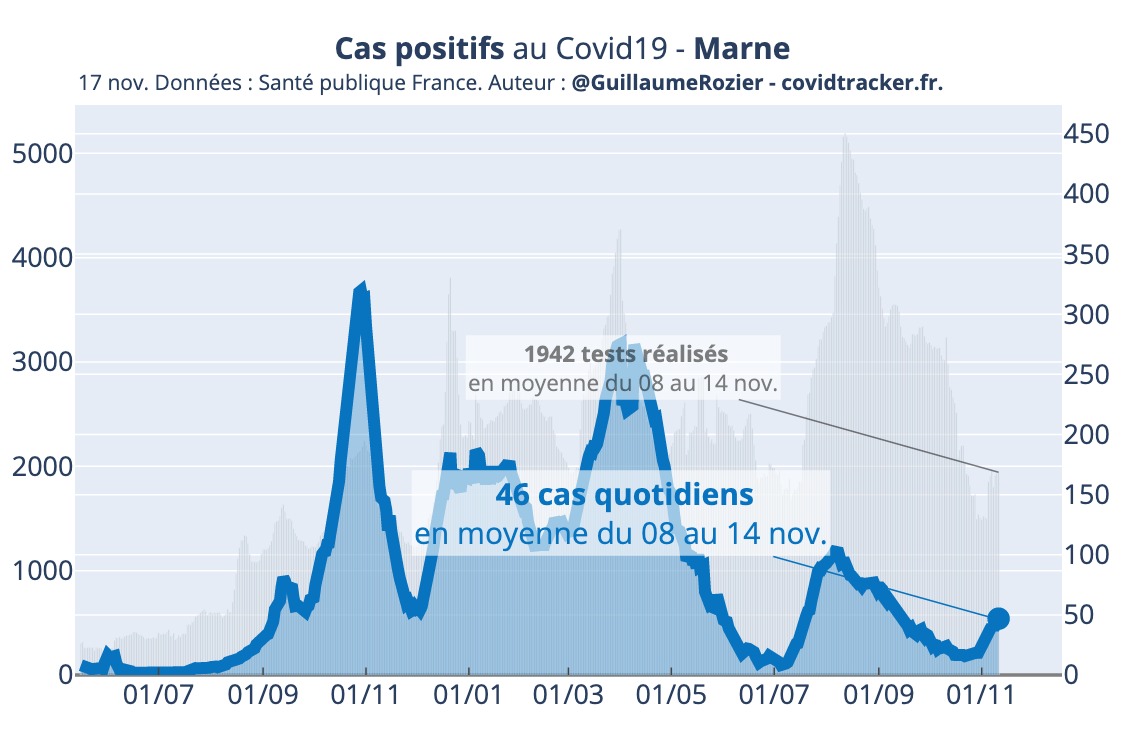 Cas positifs au Covid19 - Marne
17 nov. Données : Santé publique France. Auteur : @GuillaumeRozier - covidtracker.fr.
450
5000
400
4000
350
300
1942 tests réalisés
3000
en moyenne du 08 au 14 nov.
250
200
2000
46 cas quotidiens
150
en moyenne du 08 au 14 nov.
100
1000
50
0
0
01/07 01/09 01/11 01/01 01/03 01/05 01/07 01/09 01/11